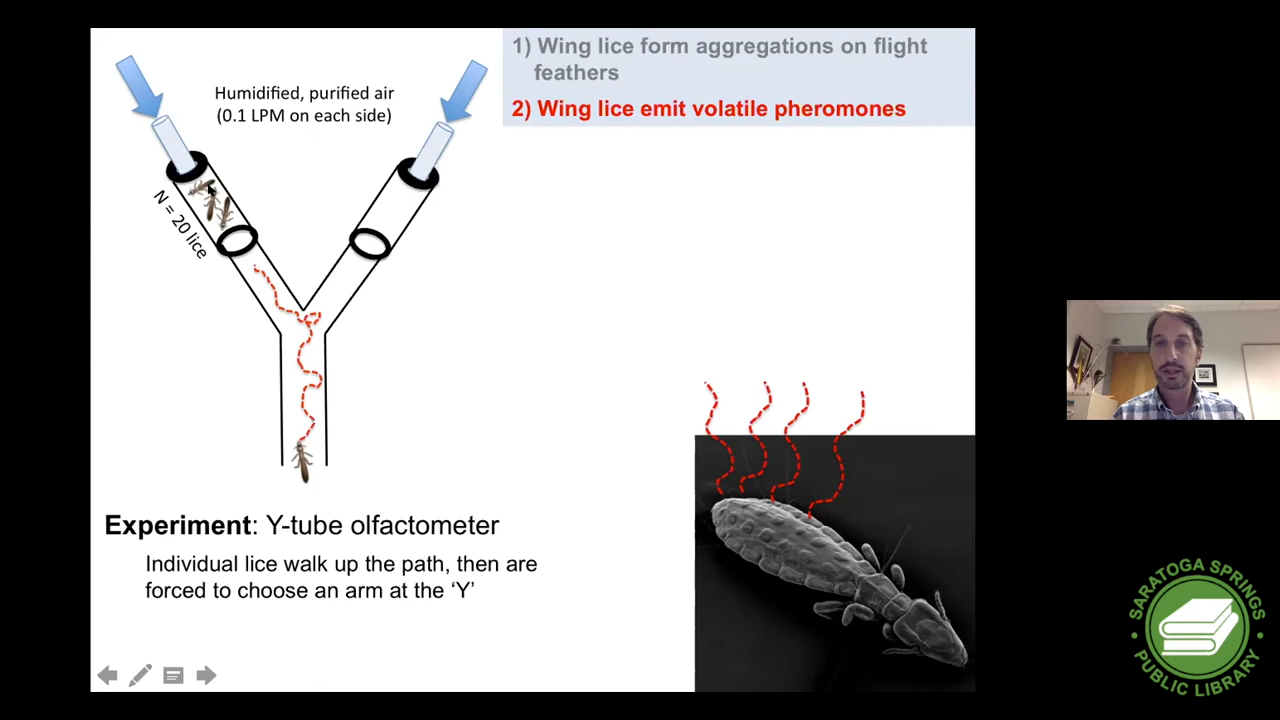 1) Wing lice form aggregations on flight
feathers
2) Wing lice emit volatile pheromones
Humidified, purified air
(0.1 LPM on each side)
N = 20 lice
Experiment: Y-tube olfactometer
Individual lice walk up the path, then are
forced to choose an arm at the ‘Y’
SARATOGA SPRINGS
PUBLIC LIBRARY